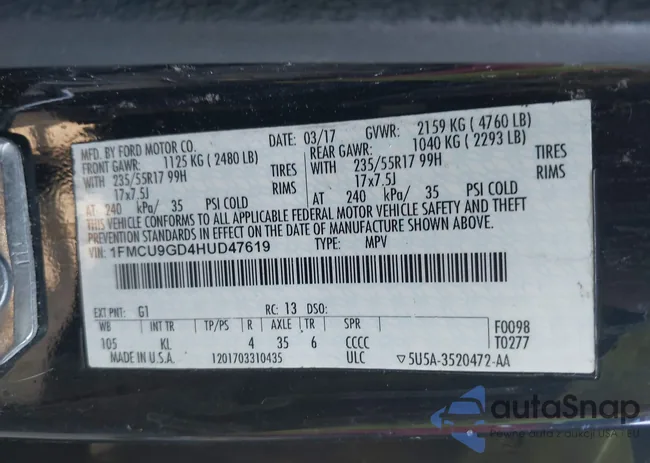 MFD. BY FORD MOTOR CO. DATE: 03/17 GVWR: 2159 KG ( 4760 LB)
FRONT GAWR: 1125 KG ( 2480 LB) REAR GAWR: 1040 KG ( 2293 LB)
WITH 235/55R17 99H TIRES WITH 235/55R17 99H TIRES
17x7.5J RIMS 17x7.5J RIMS
AT 240 kPa/ 35 PSI COLD AT 240 kPa/ 35 PSI COLD
THIS VEHICLE CONFORMS TO ALL APPLICABLE FEDERAL MOTOR VEHICLE SAFETY AND THEFT
PREVENTION STANDARDS IN EFFECT ON THE DATE OF MANUFACTURE SHOWN ABOVE.
VIN: 1FMCU9GD4HUD47619 TYPE: MPV
EXT PNT: G1 RC: 13 DSO:
WB INT TR TP/PS R AXLE TR SPR F0098
105 KL 4 35 6 CCCC T0277
MADE IN U.S.A. 1201703310435 ULC ▽5U5A-3520472-AA
autoSnap
Pewne auta z aukcji USA i EU